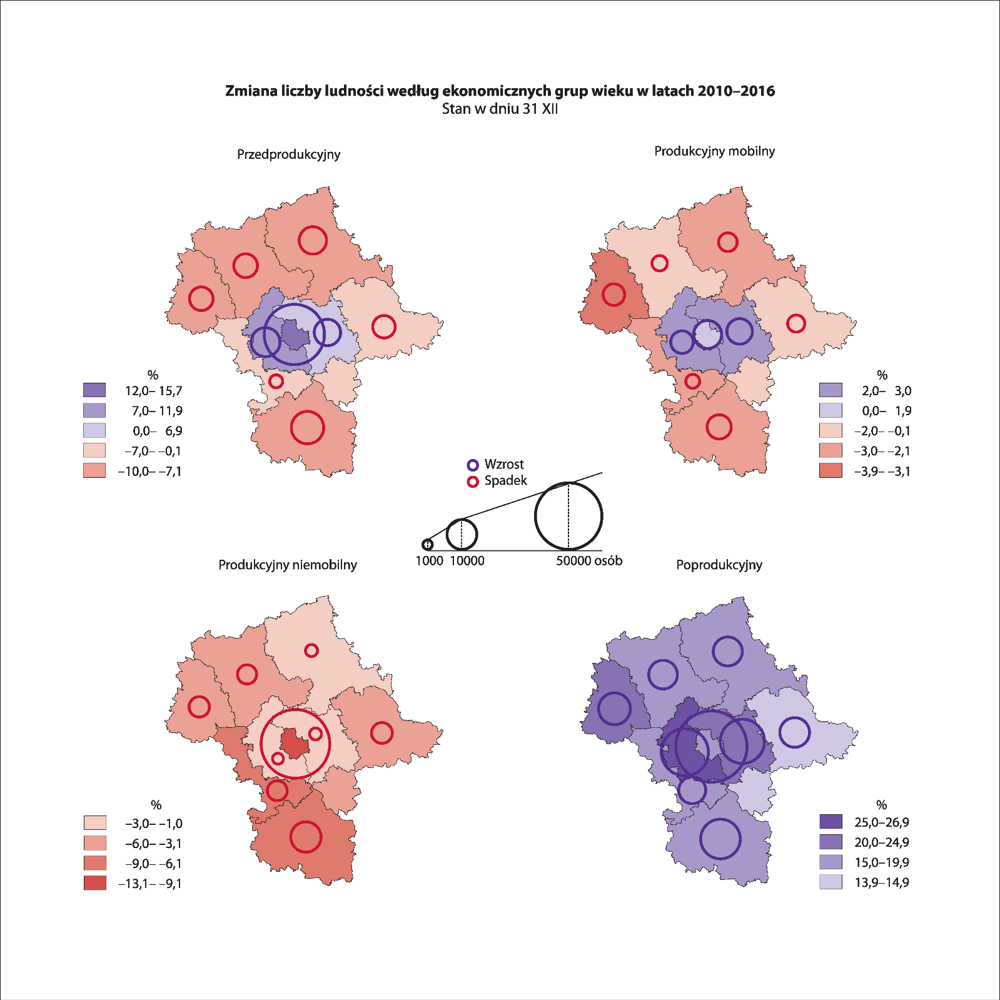 Zmiana liczby ludności według ekonomicznych grup wieku w latach 2010–2016
Stan w dniu 31 XII
Przedprodukcyjny
Produkcyjny mobilny
%
12,0– 15,7
7,0– 11,9
0,0– 6,9
–7,0– –0,1
–10,0– –7,1
%
2,0– 3,0
0,0– 1,9
–2,0– –0,1
–3,0– –2,1
–3,9– –3,1
Wzrost
Spadek
1000 10000 50000 osób
Produkcyjny niemobilny
Poprodukcyjny
%
–3,0– –1,0
–6,0– –3,1
–9,0– –6,1
–13,1– –9,1
%
25,0–26,9
20,0–24,9
15,0–19,9
13,9–14,9